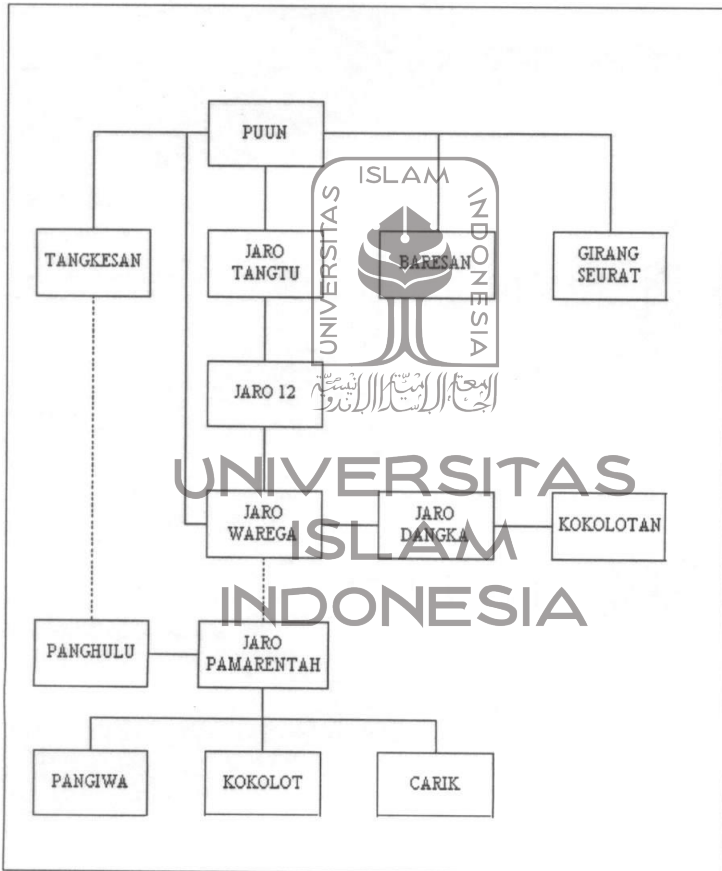 PUUN
TANGKESAN
JARO
TANGTU
BARESAN
GIRANG
SEURAT
JARO 12
JARO
WAREGA
JARO
DANGKA
KOKOLOTAN
PANGHULU
JARO
PAMARENTAH
PANGIWA
KOKOLOT
CARIK
UNIVERSITAS
ISLAM
INDONESIA
UNIVERSITAS
ISLAM
INDONESIA